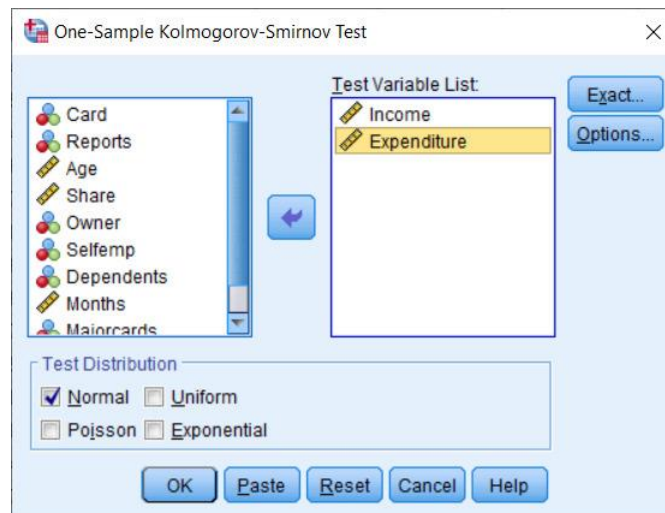 One-Sample Kolmogorov-Smirnov Test
Test Variable List:
Card
Reports
Age
Share
Owner
Selfemp
Dependents
Months
Majorcards
Income
Expenditure
Exact...
Options...
Test Distribution
Normal Uniform
Poisson Exponential
OK Paste Reset Cancel Help